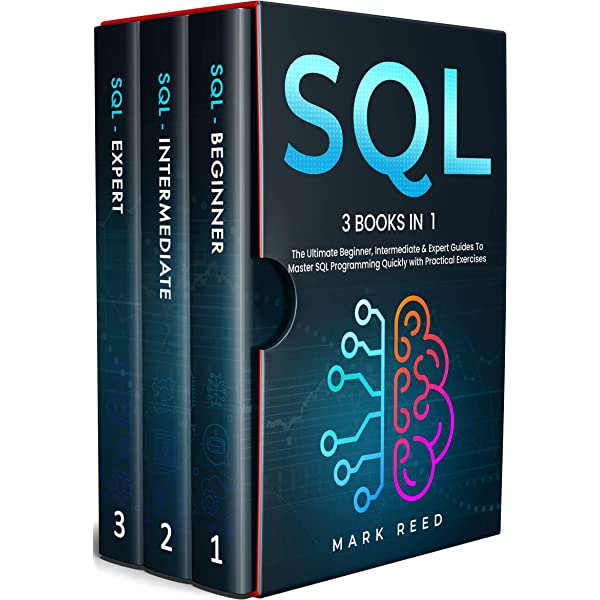 SQL - EXPERT
3
SQL - INTERMEDIATE
2
SQL - BEGINNER
1
SQL
3 BOOKS IN 1
The Ultimate Beginner, Intermediate & Expert Guides To
Master SQL Programming Quickly with Practical Exercises
MARK REED